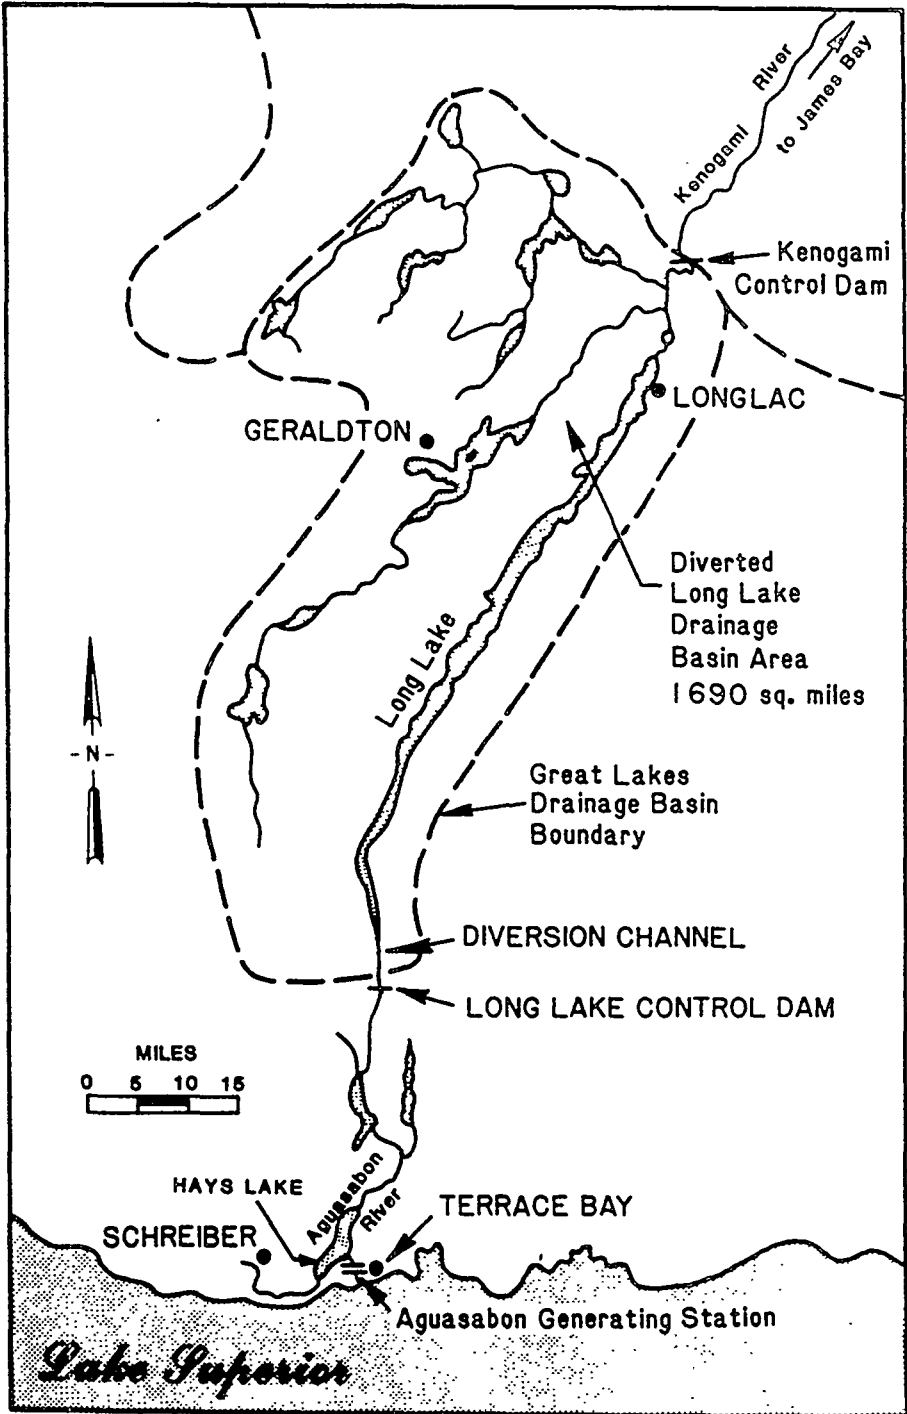 Kenogami River
to James Bay
Kenogami
Control Dam
LONGLAC
GERALDTON
Diverted
Long Lake
Drainage
Basin Area
1690 sq. miles
Long Lake
- N -
Great Lakes
Drainage Basin
Boundary
DIVERSION CHANNEL
LONG LAKE CONTROL DAM
MILES
0 5 10 15
HAYS LAKE
Aguasabon River
TERRACE BAY
SCHREIBER
Aguasabon Generating Station
Lake Superior